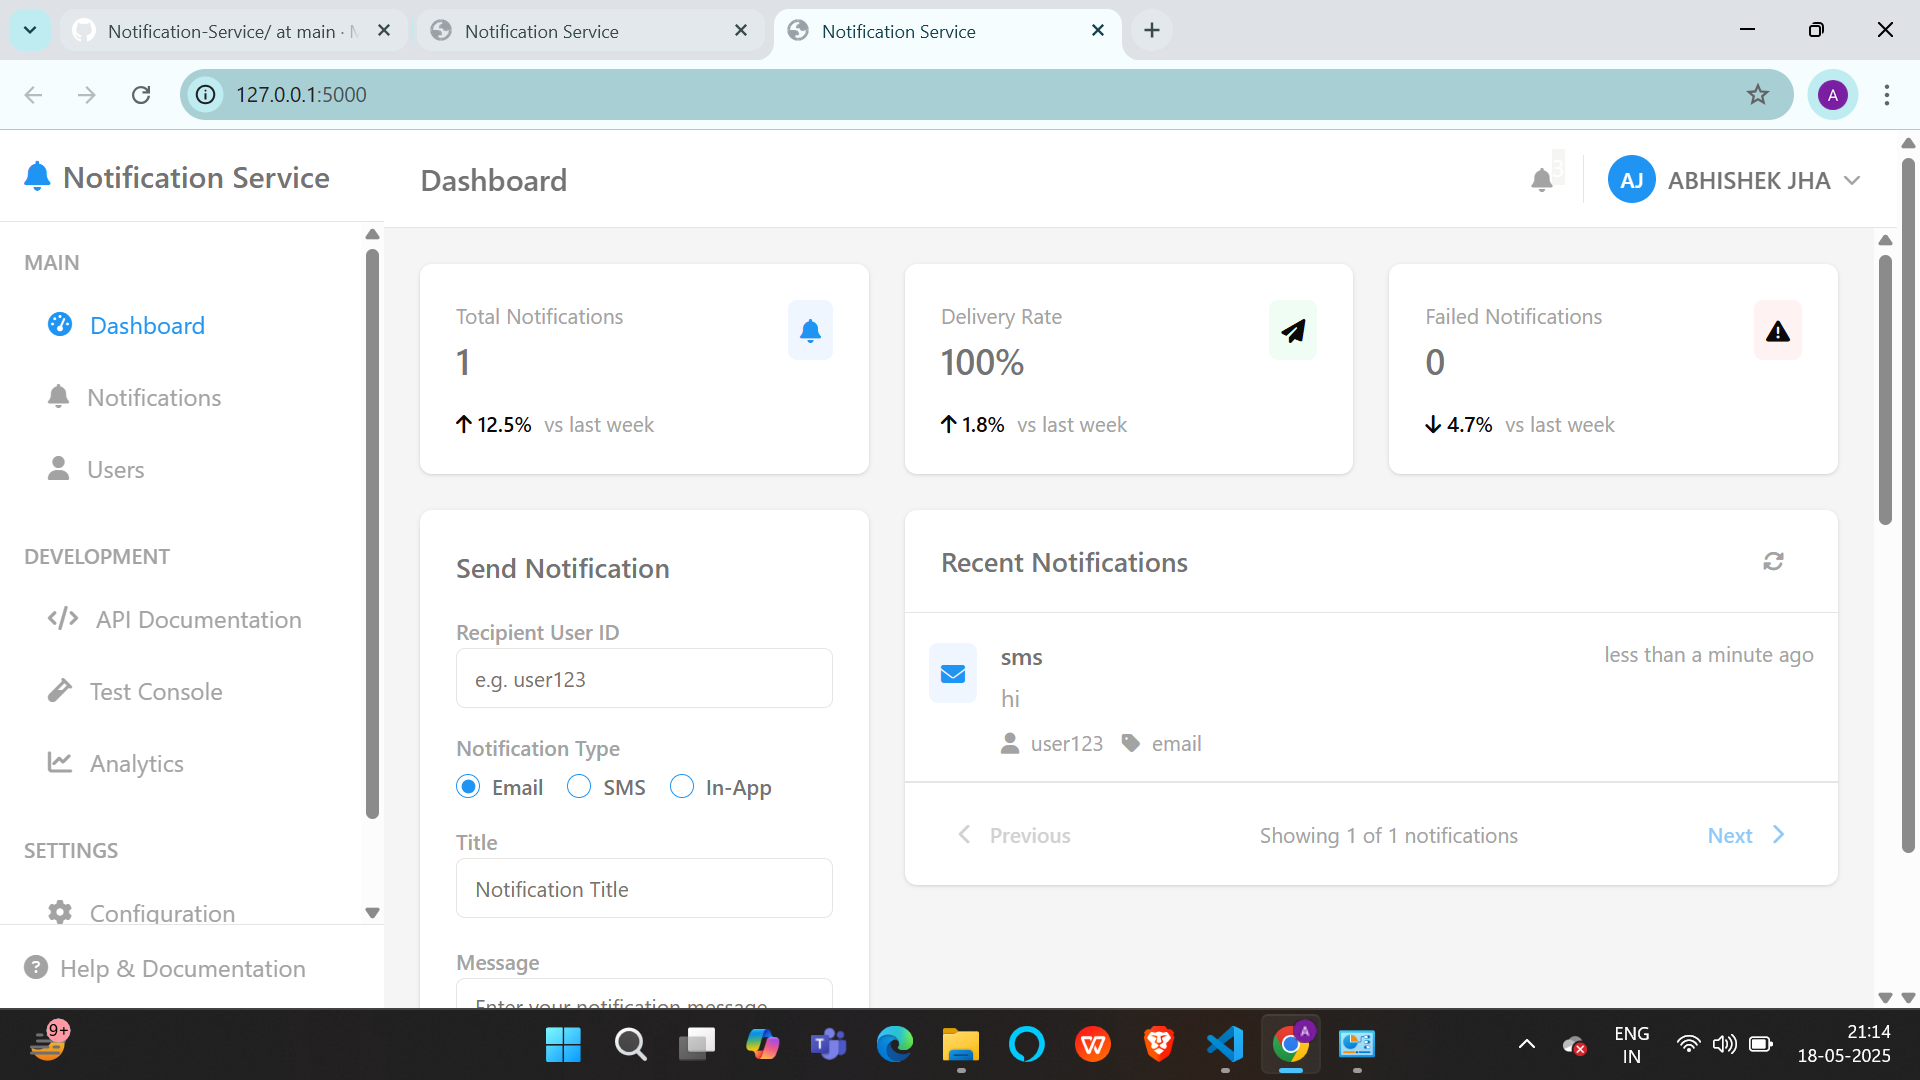 Notification-Service/ at main ·
Notification Service
Notification Service
127.0.0.1:5000
A
Notification Service
Dashboard
3
AJ
ABHISHEK JHA
MAIN
Dashboard
Notifications
Users
DEVELOPMENT
API Documentation
Test Console
Analytics
SETTINGS
Configuration
Help & Documentation
Total Notifications
1
12.5% vs last week
Delivery Rate
100%
1.8% vs last week
Failed Notifications
0
4.7% vs last week
Send Notification
Recipient User ID
e.g. user123
Notification Type
Email SMS In-App
Title
Notification Title
Message
Enter your notification message
Recent Notifications
sms
less than a minute ago
hi
user123 email
Previous
Showing 1 of 1 notifications
Next
9+
A
ENG
IN
21:14
18-05-2025